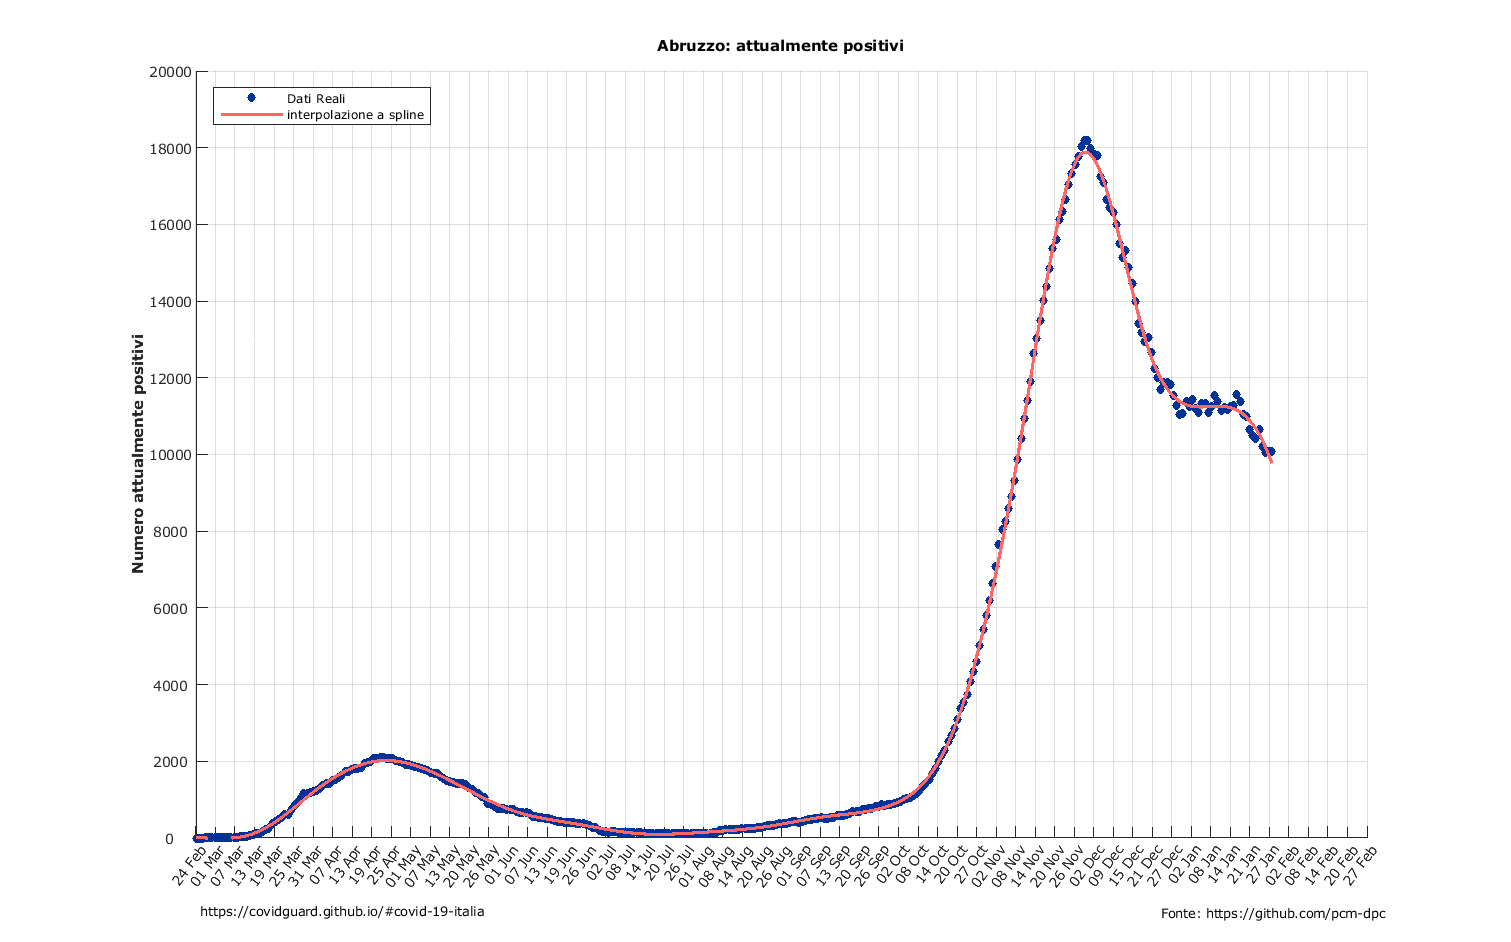 Abruzzo: attualmente positivi
Dati Reali
interpolazione a spline
Numero attualmente positivi
20000
18000
16000
14000
12000
10000
8000
6000
4000
2000
0
24 Feb
01 Mar
07 Mar
13 Mar
19 Mar
25 Mar
31 Mar
07 Apr
13 Apr
19 Apr
25 Apr
01 May
07 May
13 May
20 May
26 May
01 Jun
07 Jun
13 Jun
19 Jun
26 Jun
02 Jul
08 Jul
14 Jul
20 Jul
26 Jul
01 Aug
08 Aug
14 Aug
20 Aug
26 Aug
01 Sep
07 Sep
13 Sep
20 Sep
26 Sep
02 Oct
08 Oct
14 Oct
20 Oct
27 Oct
02 Nov
08 Nov
14 Nov
20 Nov
26 Nov
02 Dec
09 Dec
15 Dec
21 Dec
27 Dec
02 Jan
08 Jan
14 Jan
21 Jan
27 Jan
02 Feb
08 Feb
14 Feb
20 Feb
27 Feb
https://covidguard.github.io/#covid-19-italia
Fonte: https://github.com/pcm-dpc